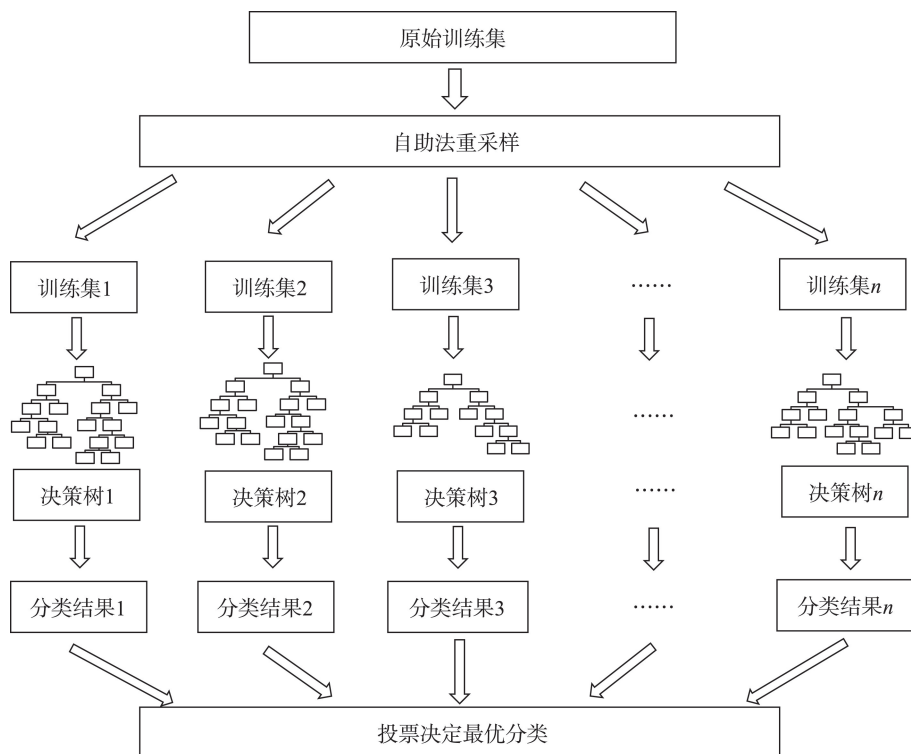 原始训练集
自助法重采样
训练集1
训练集2
训练集3
······
训练集n
······
决策树1
决策树2
决策树3
······
决策树n
分类结果1
分类结果2
分类结果3
······
分类结果n
投票决定最优分类